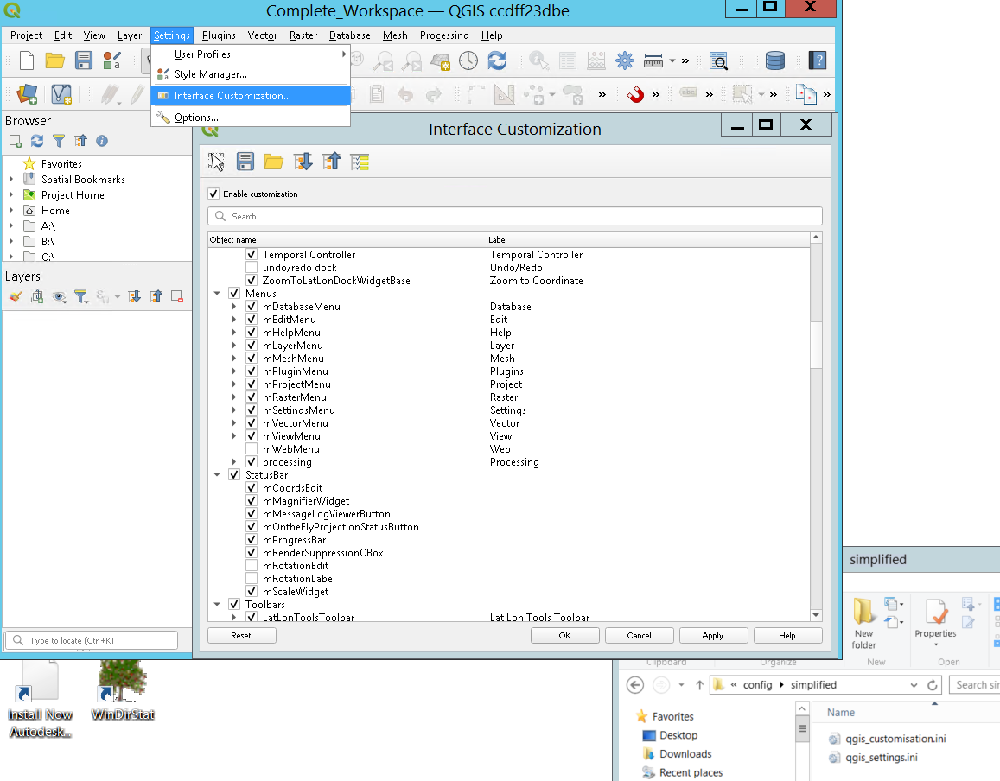 Complete_Workspace — QGIS ccdff23dbe
Project Edit View Layer Settings Plugins Vector Raster Database Mesh Processing Help
User Profiles
Style Manager...
Interface Customization...
Options...
Browser
Favorites
Spatial Bookmarks
Project Home
Home
A:\
B:\
C:\
Layers
Type to locate (Ctrl+K)
Interface Customization
Enable customization
Search...
Object name Label
Temporal Controller Temporal Controller
undo/redo dock Undo/Redo
ZoomToLatLonDockWidgetBase Zoom to Coordinate
Menus
mDatabaseMenu Database
mEditMenu Edit
mHelpMenu Help
mLayerMenu Layer
mMeshMenu Mesh
mPluginMenu Plugins
mProjectMenu Project
mRasterMenu Raster
mSettingsMenu Settings
mVectorMenu Vector
mViewMenu View
mWebMenu Web
processing Processing
StatusBar
mCoordsEdit
mMagnifierWidget
mMessageLogViewerButton
mOntheFlyProjectionStatusButton
mProgressBar
mRenderSuppressionCBox
mRotationEdit
mRotationLabel
mScaleWidget
Toolbars
LatLonToolsToolbar Lat Lon Tools Toolbar
Reset OK Cancel Apply Help
Install Now
Autodesk...
WinDirStat
simplified
New
folder
Properties
Clipboard Organize New Open
« config simplified
Search sim
Favorites
Desktop
Downloads
Recent places
Name
qgis_customisation.ini
qgis_settings.ini